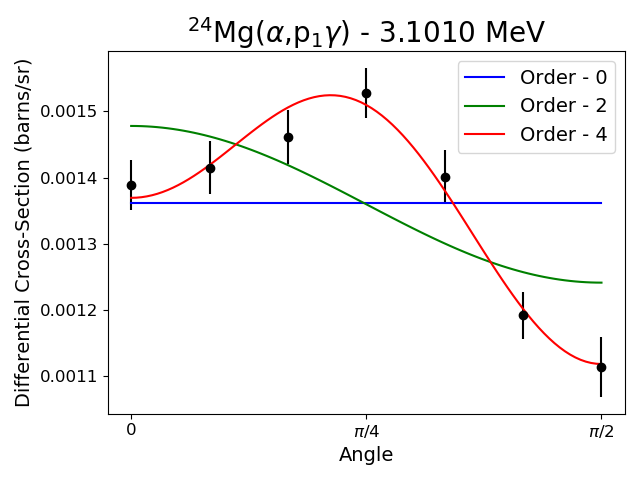 ²⁴Mg(α,p₁γ) - 3.1010 MeV
Differential Cross-Section (barns/sr)
0.0015
0.0014
0.0013
0.0012
0.0011
Order - 0
Order - 2
Order - 4
0
π/4
π/2
Angle